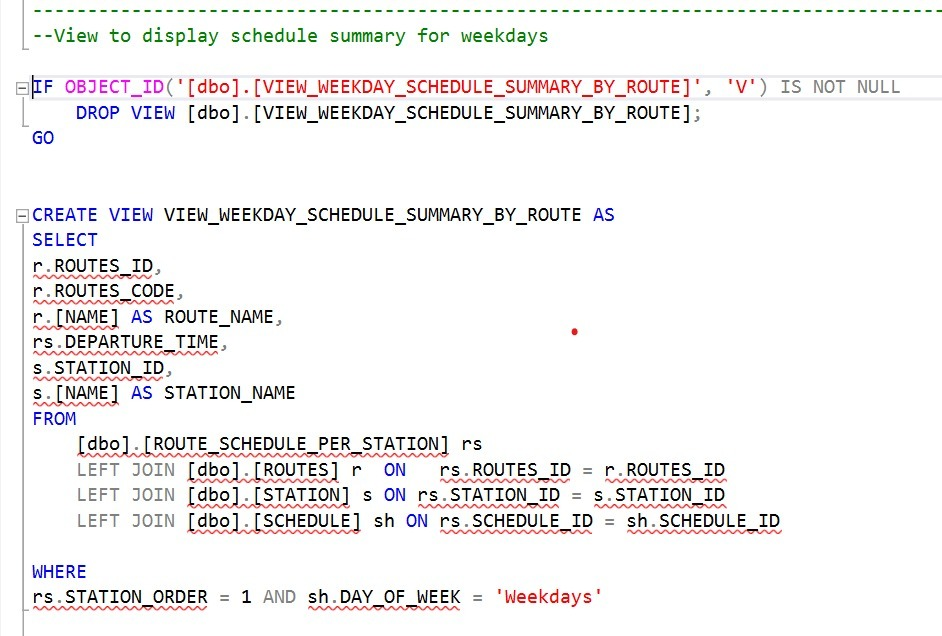 --------------------------------------------------------------------------------
--View to display schedule summary for weekdays
IF OBJECT_ID('[dbo].[VIEW_WEEKDAY_SCHEDULE_SUMMARY_BY_ROUTE]', 'V') IS NOT NULL
DROP VIEW [dbo].[VIEW_WEEKDAY_SCHEDULE_SUMMARY_BY_ROUTE];
GO
CREATE VIEW VIEW_WEEKDAY_SCHEDULE_SUMMARY_BY_ROUTE AS
SELECT
r.ROUTES_ID,
r.ROUTES_CODE,
r.[NAME] AS ROUTE_NAME,
rs.DEPARTURE_TIME,
s.STATION_ID,
s.[NAME] AS STATION_NAME
FROM
[dbo].[ROUTE_SCHEDULE_PER_STATION] rs
LEFT JOIN [dbo].[ROUTES] r ON rs.ROUTES_ID = r.ROUTES_ID
LEFT JOIN [dbo].[STATION] s ON rs.STATION_ID = s.STATION_ID
LEFT JOIN [dbo].[SCHEDULE] sh ON rs.SCHEDULE_ID = sh.SCHEDULE_ID
WHERE
rs.STATION_ORDER = 1 AND sh.DAY_OF_WEEK = 'Weekdays'